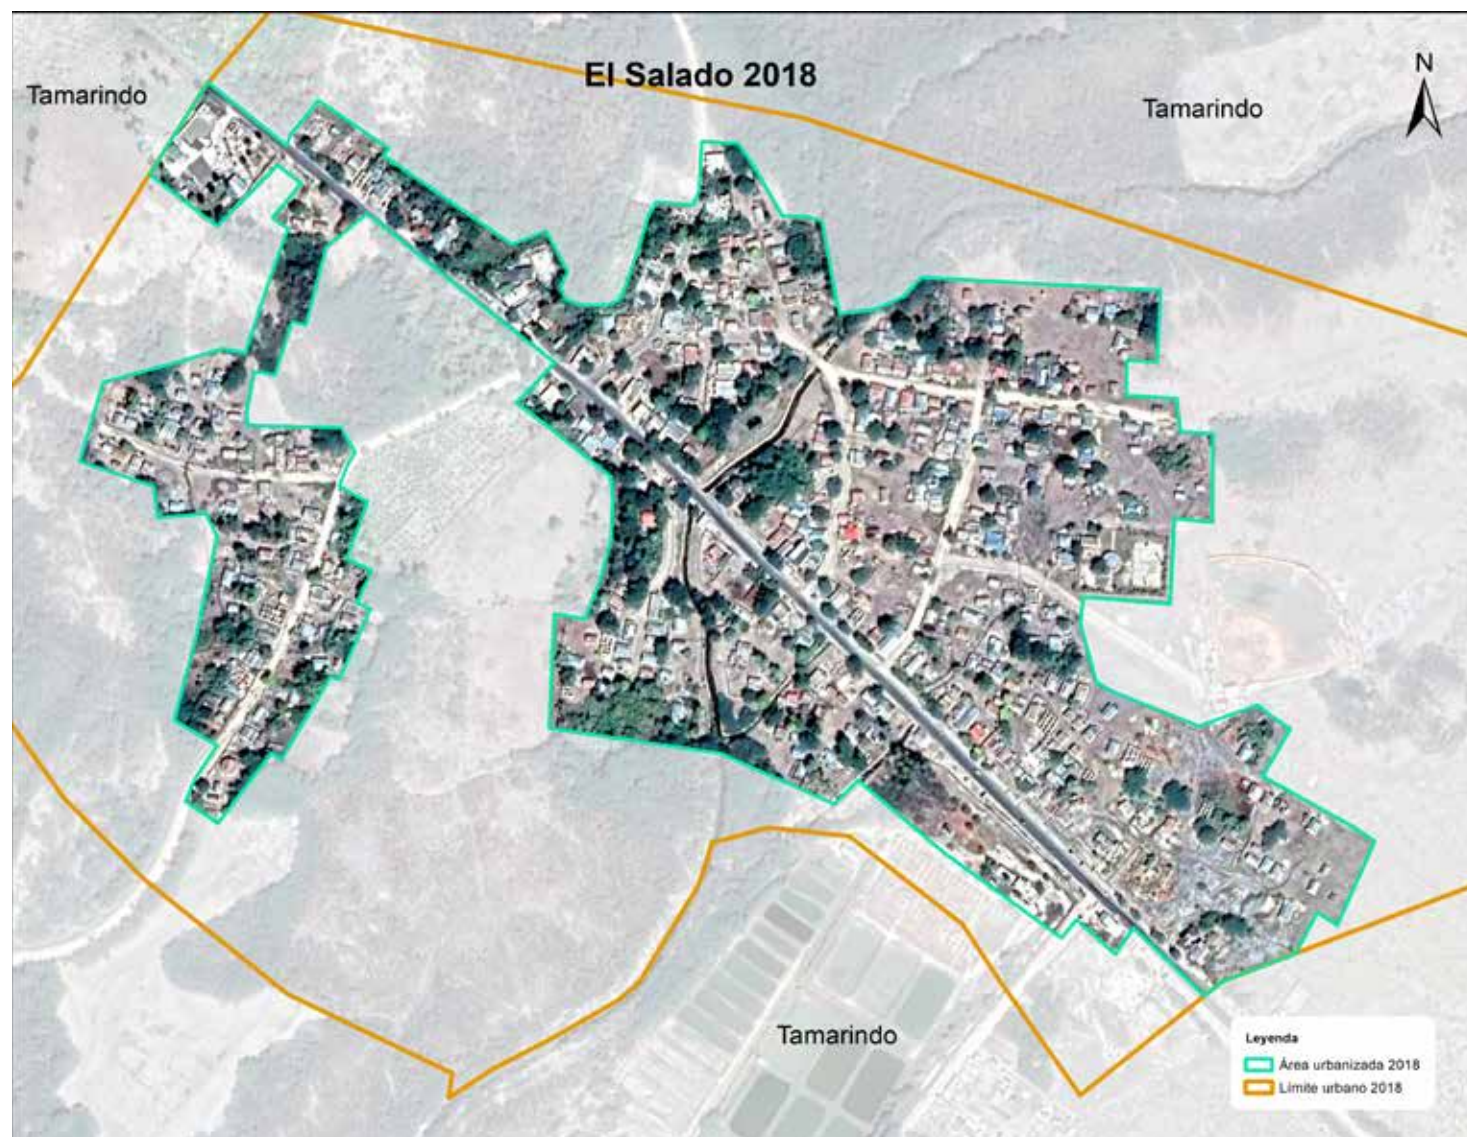 El Salado 2018
N
Tamarindo
Tamarindo
Tamarindo
Leyenda
Área urbanizada 2018
Límite urbano 2018